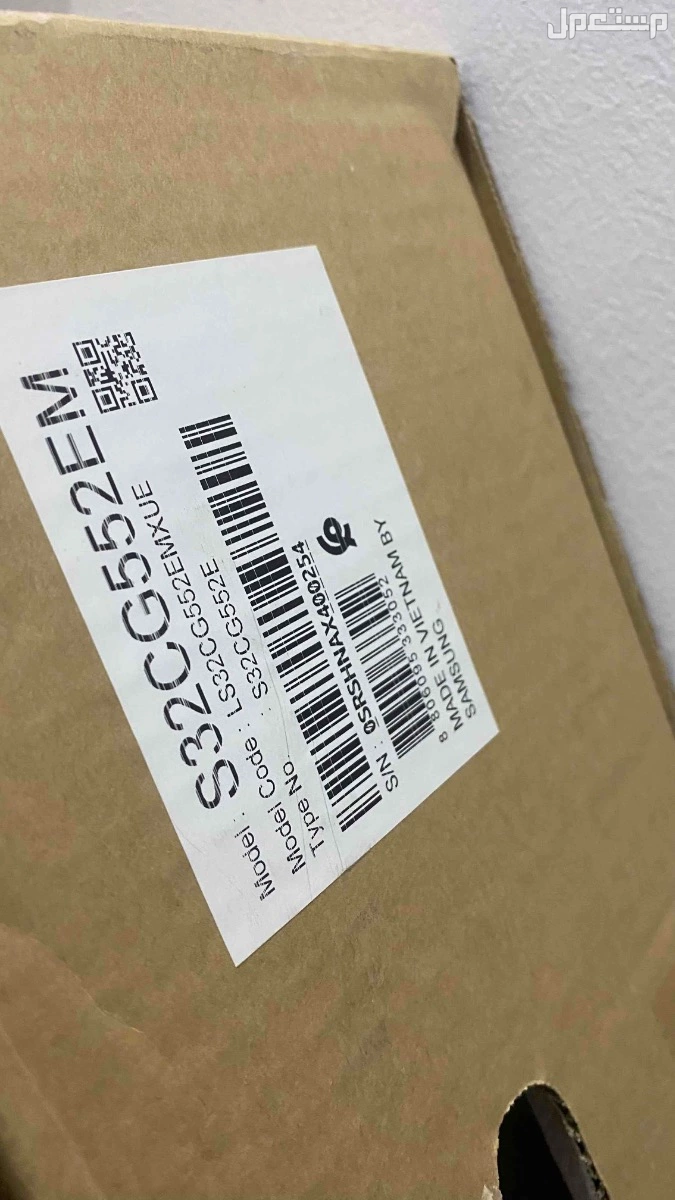 مستعمل
Model : S32CG552EM
Model Code : LS32CG552EMXUE
Type No. : S32CG552E
S/N : 0SRSHNAX400254
8 806095 333052
MADE IN VIETNAM BY
SAMSUNG